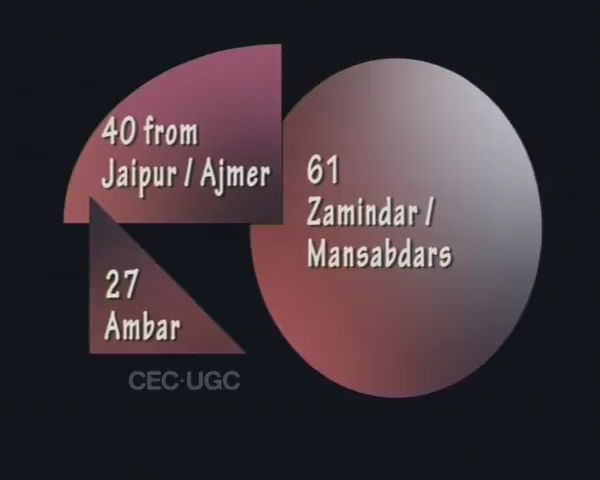 40 from
Jaipur / Ajmer
61
Zamindar /
Mansabdars
27
Ambar
CEC-UGC